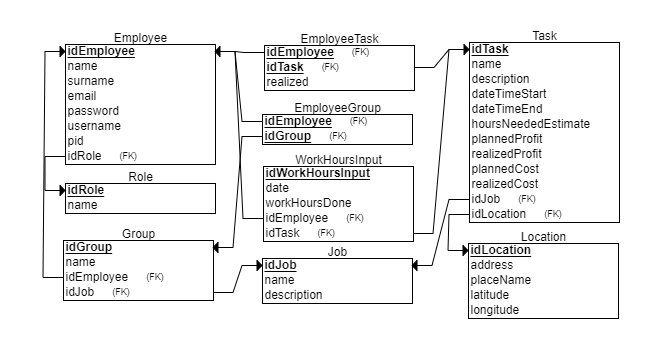 Employee
idEmployee
name
surname
email
password
username
pid
idRole (FK)
Role
idRole
name
Group
idGroup
name
idEmployee (FK)
idJob (FK)
EmployeeTask
idEmployee (FK)
idTask (FK)
realized
EmployeeGroup
idEmployee (FK)
idGroup (FK)
WorkHoursInput
idWorkHoursInput
date
workHoursDone
idEmployee (FK)
idTask (FK)
Job
idJob
name
description
Task
idTask
name
description
dateTimeStart
dateTimeEnd
hoursNeededEstimate
plannedProfit
realizedProfit
plannedCost
realizedCost
idJob (FK)
idLocation (FK)
Location
idLocation
address
placeName
latitude
longitude